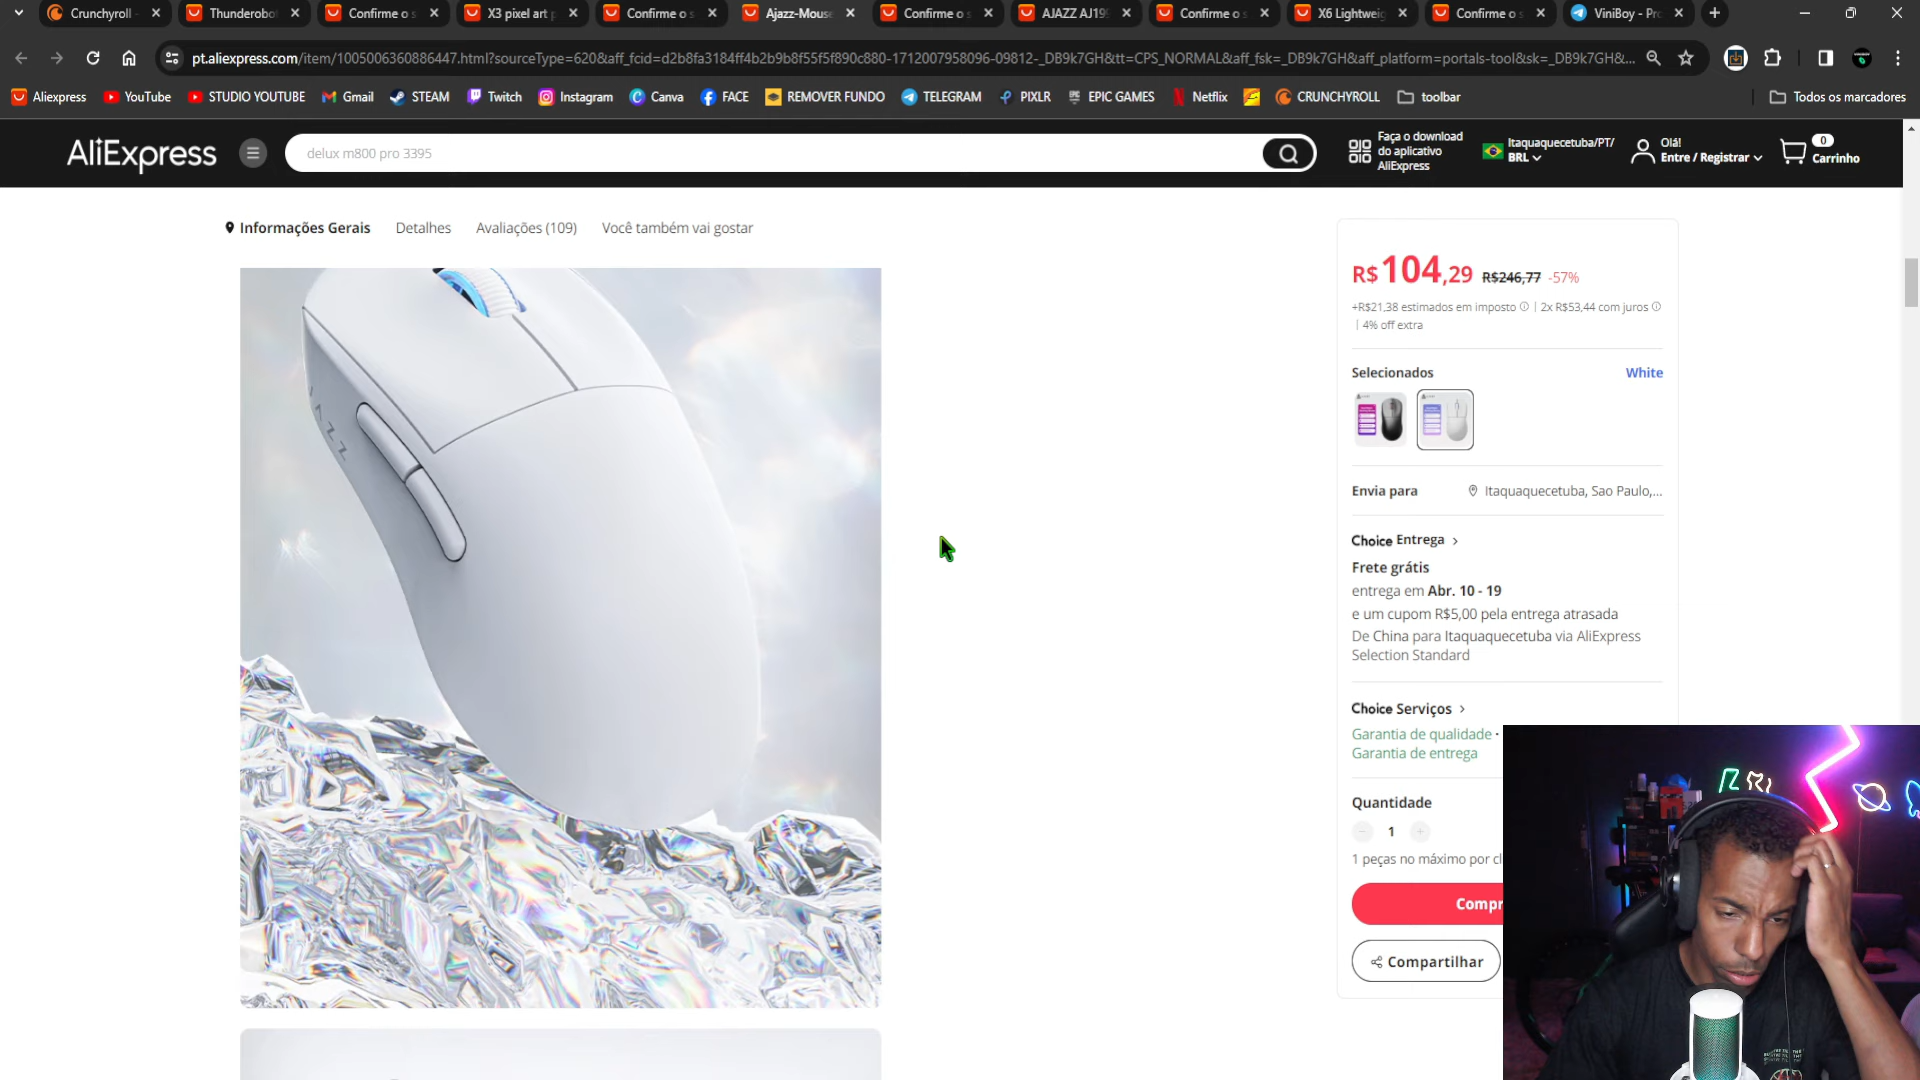 Crunchyroll
Thunderobo
Confirme o s
X3 pixel art p
Confirme o s
Ajazz-Mouse
Confirme o s
AJAZZ AJ199
Confirme o s
X6 Lightweig
Confirme o s
ViniBoy - Pro
pt.aliexpress.com/item/1005006360886447.html?sourceType=620&aff_fcid=d2b8fa3184ff4b2b9b8f55f5f890c880-1712007958096-09812-_DB9k7GH&tt=CPS_NORMAL&aff_fsk=_DB9k7GH&aff_platform=portals-tool&sk=_DB9k7GH&...
Aliexpress
YouTube
STUDIO YOUTUBE
Gmail
STEAM
Twitch
Instagram
Canva
FACE
REMOVER FUNDO
TELEGRAM
PIXLR
EPIC GAMES
Netflix
CRUNCHYROLL
toolbar
Todos os marcadores
AliExpress
delux m800 pro 3395
Faça o download
do aplicativo
AliExpress
Itaquaquecetuba/PT/
BRL
Olá!
Entre / Registrar
0
Carrinho
Informações Gerais
Detalhes
Avaliações (109)
Você também vai gostar
R$104,29 R$246,77 -57%
+R$21,38 estimados em imposto | 2x R$53,44 com juros
| 4% off extra
Selecionados White
Envia para Itaquaquecetuba, Sao Paulo,...
Choice Entrega >
Frete grátis
entrega em Abr. 10 - 19
e um cupom R$5,00 pela entrega atrasada
De China para Itaquaquecetuba via AliExpress
Selection Standard
Choice Serviços >
Garantia de qualidade ·
Garantia de entrega
Quantidade
− 1 +
1 peças no máximo por cl
Compr
Compartilhar